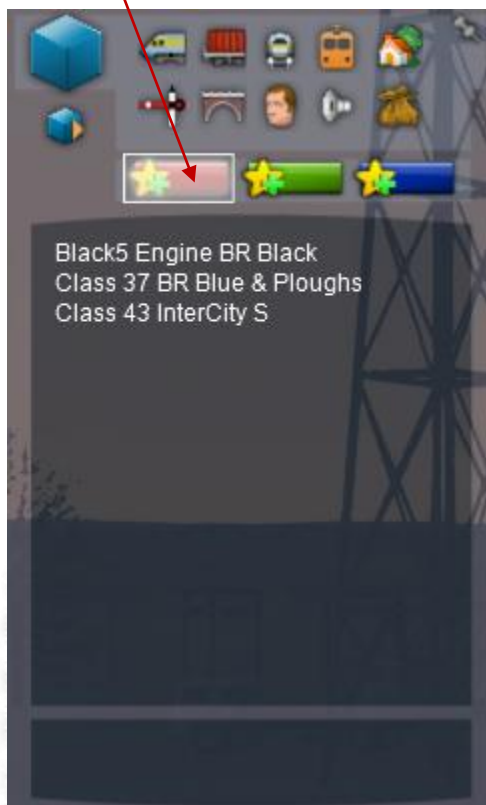 Black5 Engine BR Black
Class 37 BR Blue & Ploughs
Class 43 InterCity S